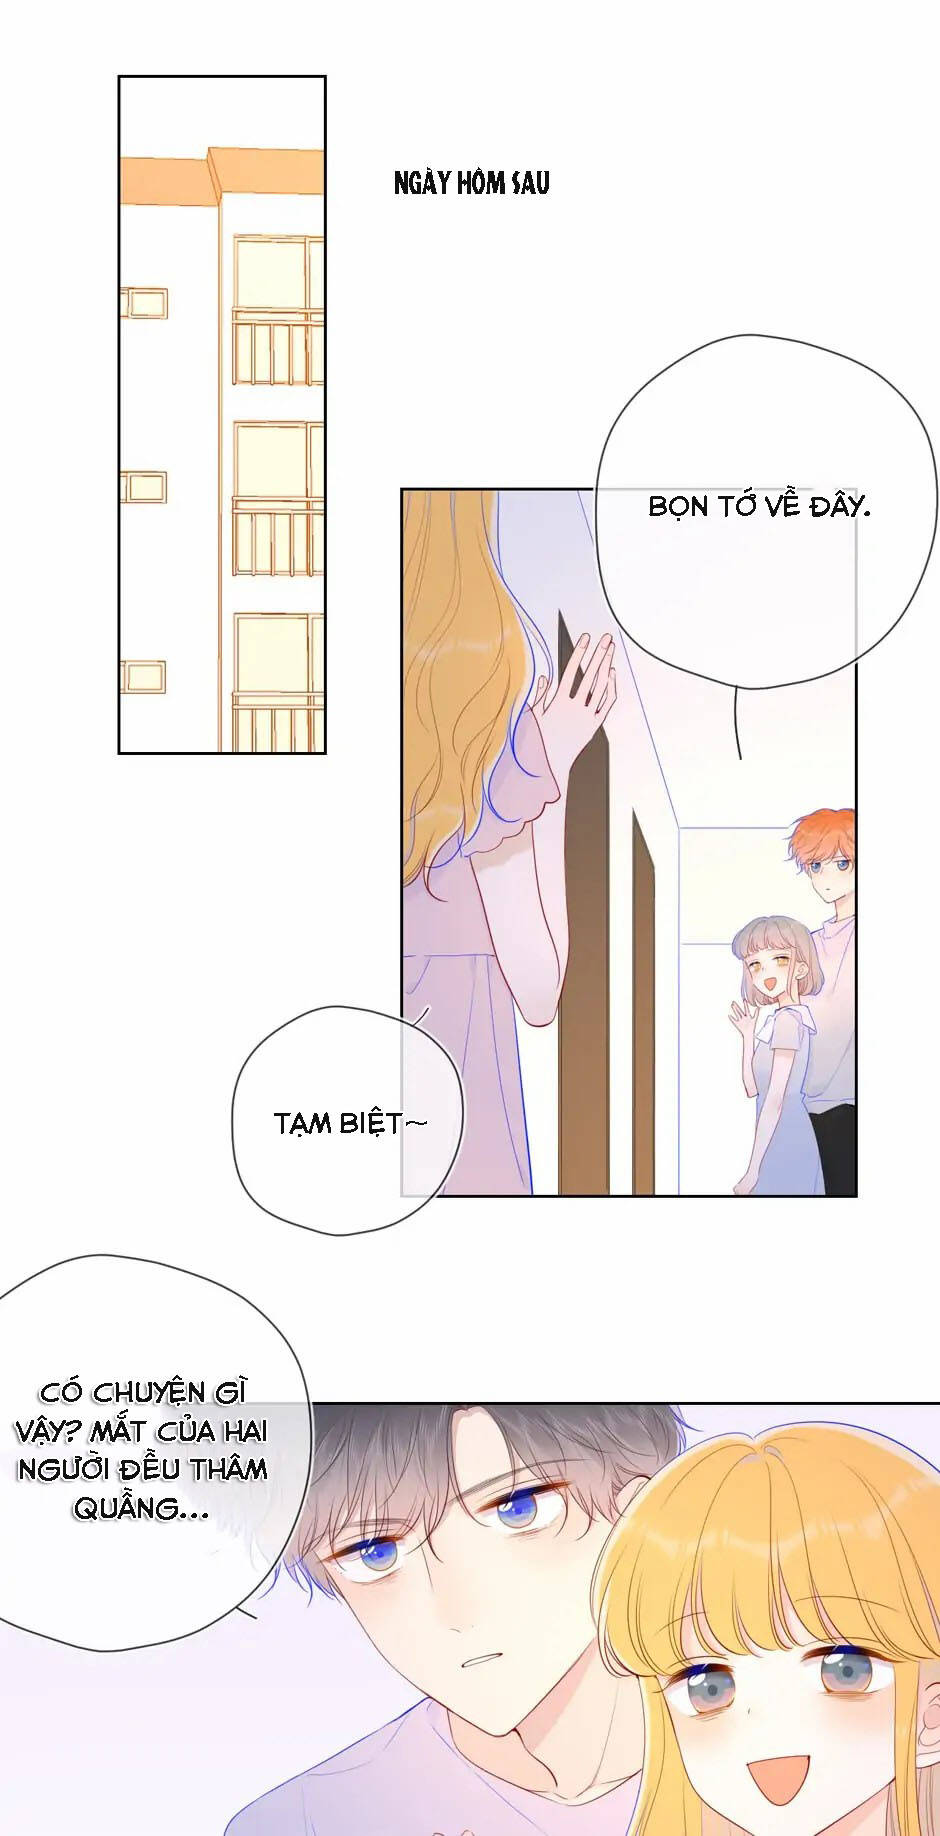 NGÀY HÔM SAU
BỌN TỚ VỀ ĐÂY.
TẠM BIỆT~
CÓ CHUYỆN GÌ
VẬY? MẮT CỦA HAI
NGƯỜI ĐỀU THÂM
QUẦNG...